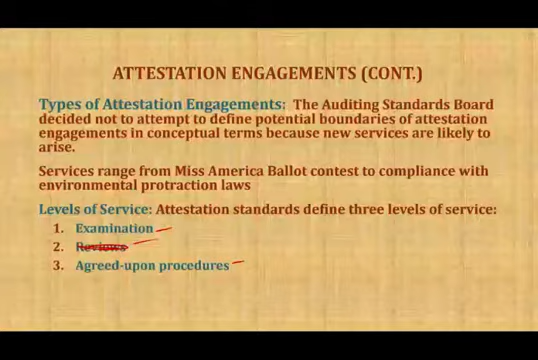 ATTESTATION ENGAGEMENTS (CONT.)
Types of Attestation Engagements: The Auditing Standards Board
decided not to attempt to define potential boundaries of attestation
engagements in conceptual terms because new services are likely to
arise.
Services range from Miss America Ballot contest to compliance with
environmental protraction laws
Levels of Service: Attestation standards define three levels of service:
1. Examination
2. Reviews
3. Agreed-upon procedures